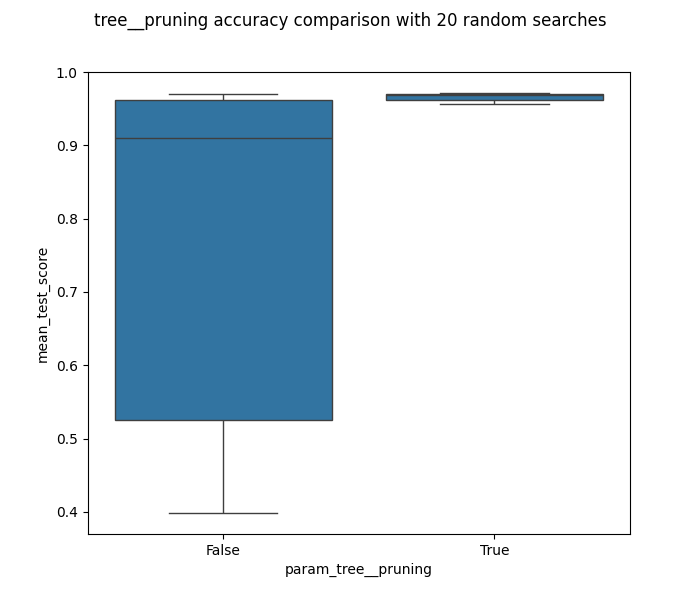 tree__pruning accuracy comparison with 20 random searches
1.0
0.9
0.8
0.7
0.6
0.5
0.4
mean_test_score
False
True
param_tree__pruning